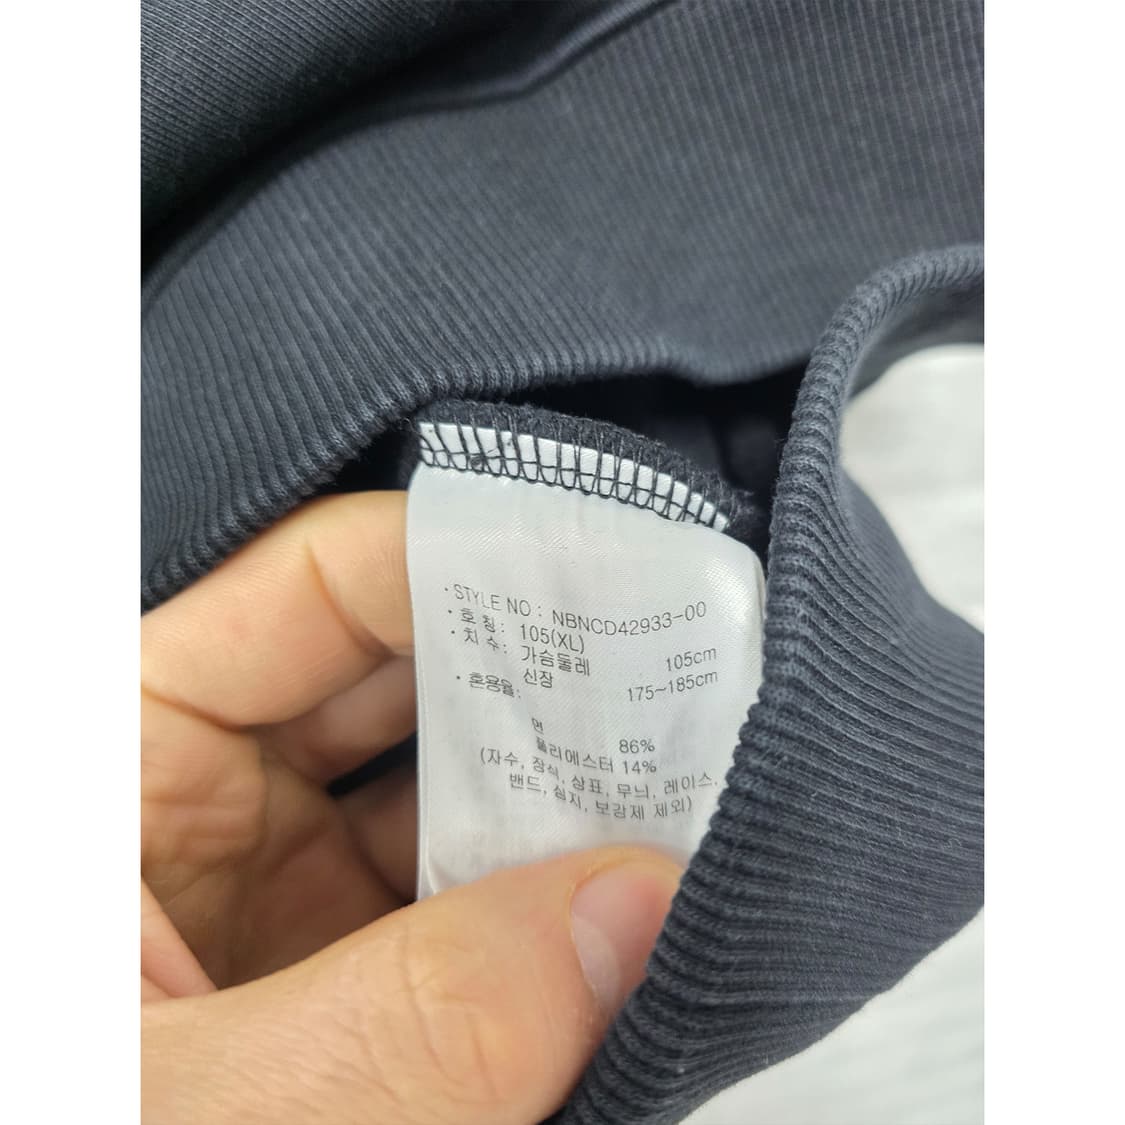 · STYLE NO : NBNCD42933-00
· 호 칭: 105(XL)
· 치 수: 가슴둘레 105cm
신장 175~185cm
· 혼용율:
면 86%
폴리에스터 14%
(자수, 장식, 상표, 무늬, 레이스,
밴드, 심지, 보강제 제외)